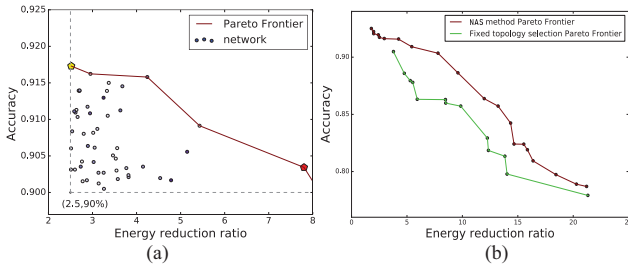 0.925
0.920
0.915
0.910
0.905
0.900
Accuracy
Pareto Frontier
network
(2.5,90%)
2 3 4 5 6 7 8
Energy reduction ratio
(a)
0.90
0.85
0.80
Accuracy
NAS method Pareto Frontier
Fixed topology selection Pareto Frontier
0 5 10 15 20
Energy reduction ratio
(b)